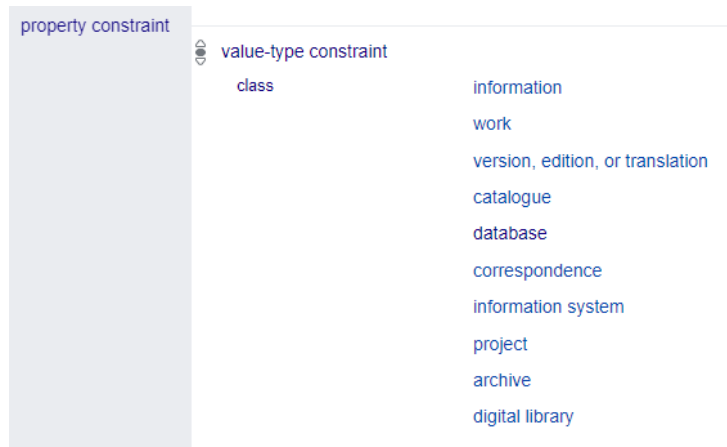 property constraint
value-type constraint
class information
work
version, edition, or translation
catalogue
database
correspondence
information system
project
archive
digital library